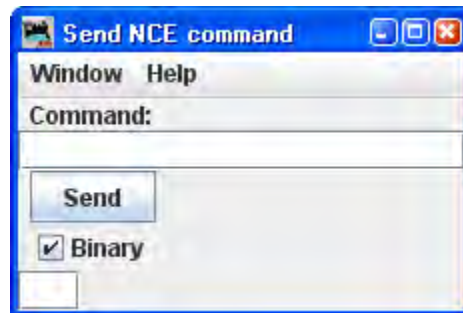 Send NCE command
Window Help
Command:
Send
Binary